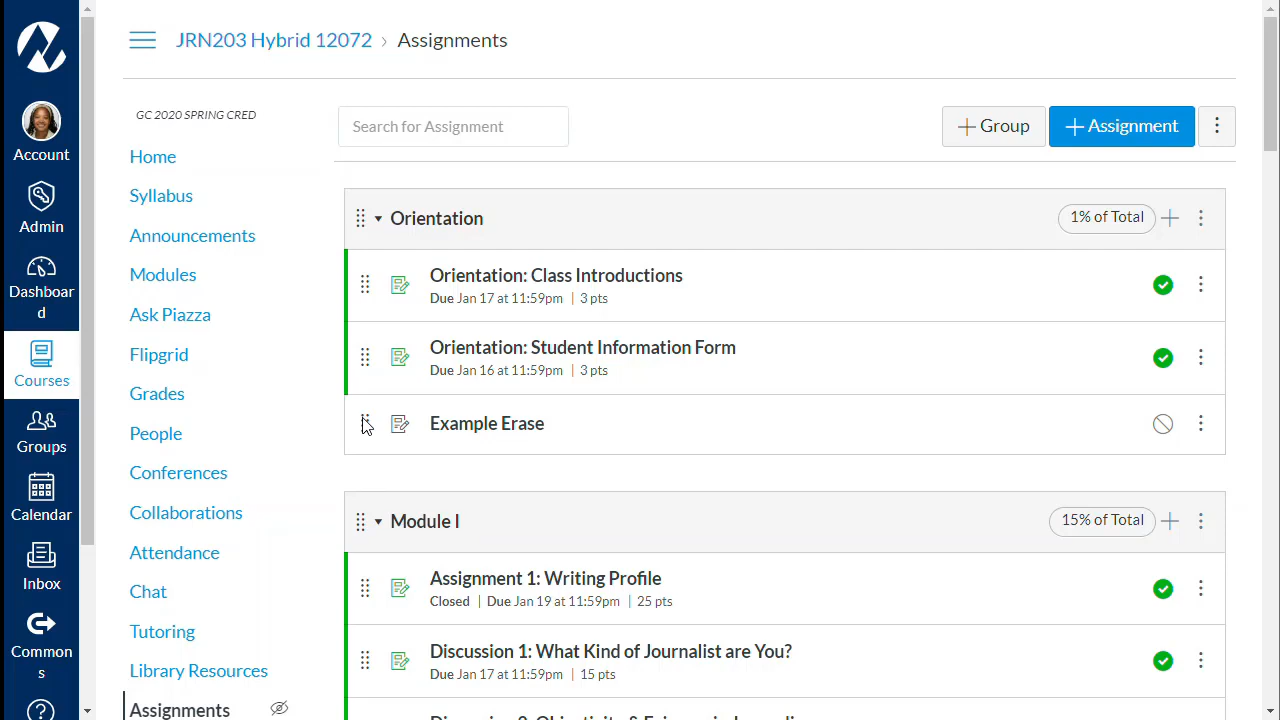 JRN203 Hybrid 12072 › Assignments
Account
Admin
Dashboar
d
Courses
Groups
Calendar
Inbox
Common
s
GC 2020 SPRING CRED
Home
Syllabus
Announcements
Modules
Ask Piazza
Flipgrid
Grades
People
Conferences
Collaborations
Attendance
Chat
Tutoring
Library Resources
Assignments
Search for Assignment
+ Group
+ Assignment
Orientation
1% of Total
Orientation: Class Introductions
Due Jan 17 at 11:59pm | 3 pts
Orientation: Student Information Form
Due Jan 16 at 11:59pm | 3 pts
Example Erase
Module I
15% of Total
Assignment 1: Writing Profile
Closed | Due Jan 19 at 11:59pm | 25 pts
Discussion 1: What Kind of Journalist are You?
Due Jan 17 at 11:59pm | 15 pts